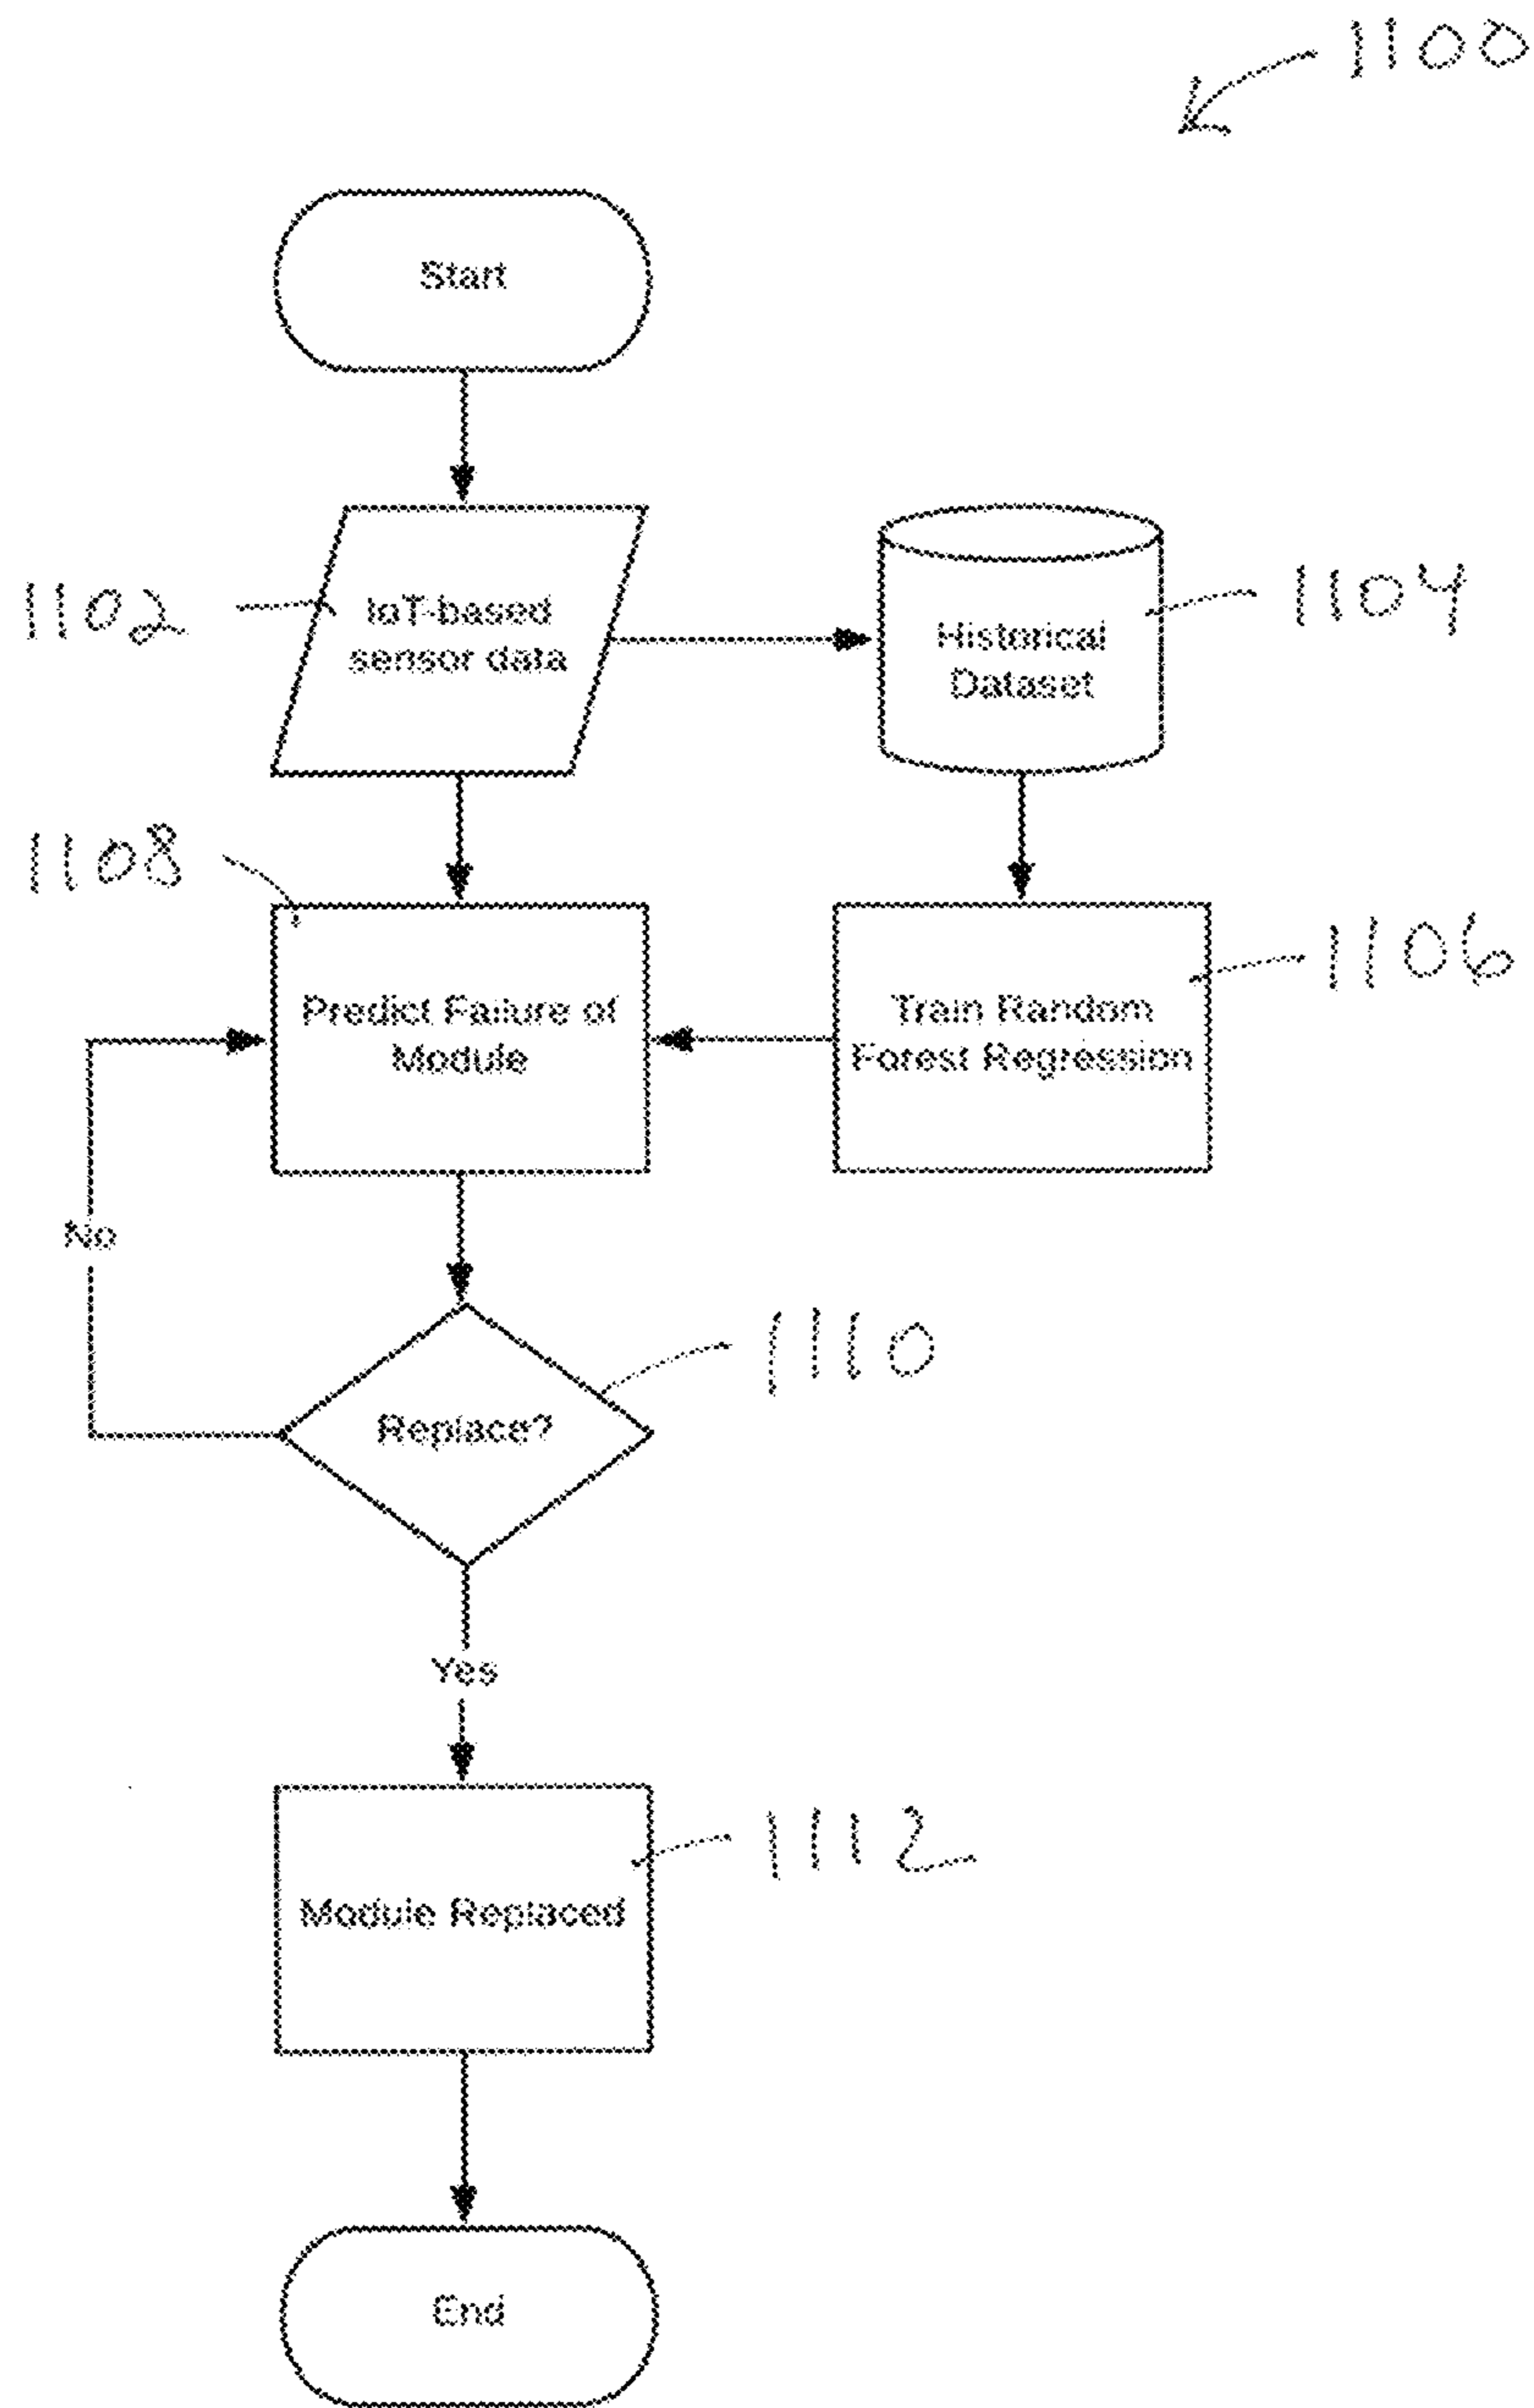 1100
Start
1102
IoT-based
sensor data
Historical
Dataset
1104
1108
Predict Failure of
Module
Train Random
Forest Regression
1106
No
Replace?
1110
Yes
Module Replaced
1112
End